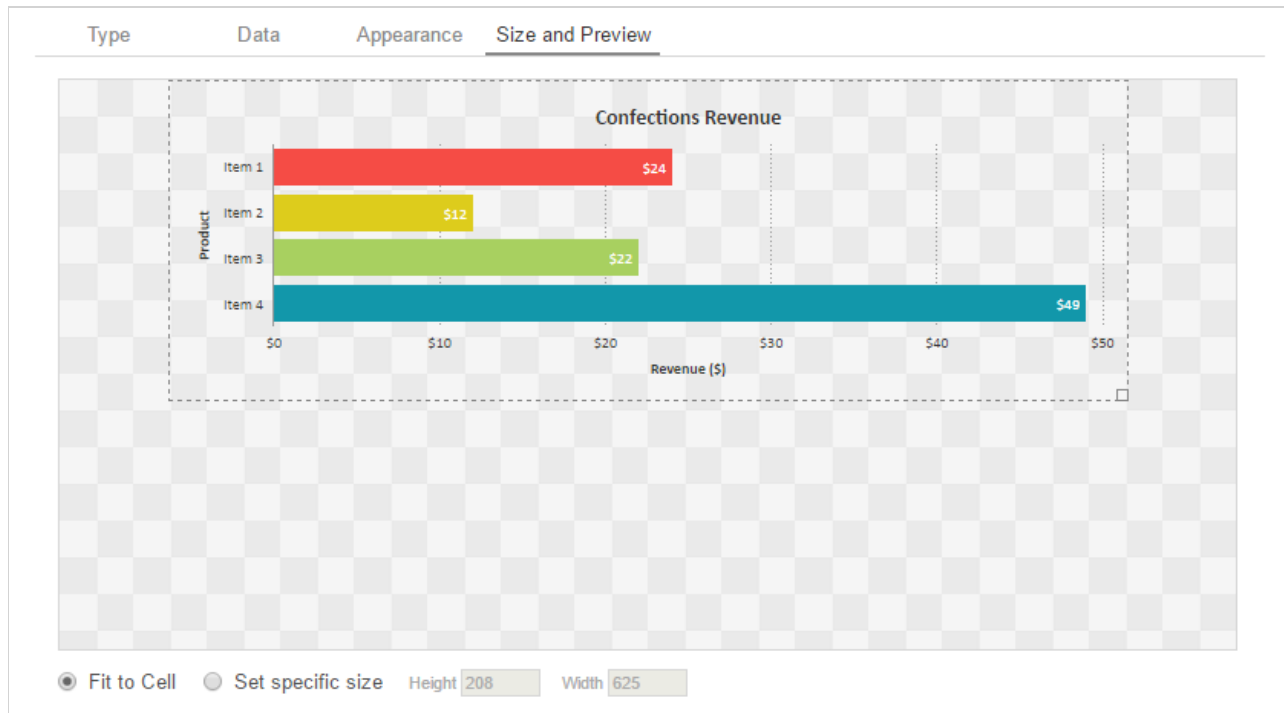 Type Data Appearance Size and Preview
Confections Revenue
Item 1 $24
Item 2 $12
Product
Item 3 $22
Item 4 $49
$0 $10 $20 $30 $40 $50
Revenue ($)
Fit to Cell Set specific size Height 208 Width 625